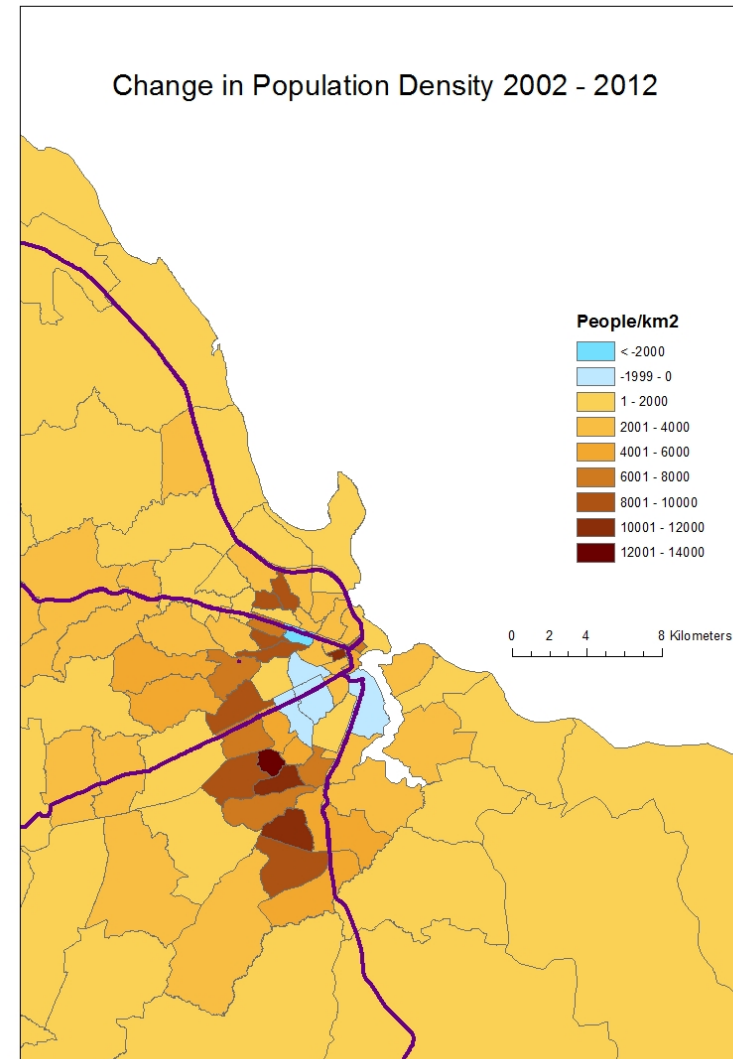 Change in Population Density 2002 - 2012
People/km2
< -2000
-1999 - 0
1 - 2000
2001 - 4000
4001 - 6000
6001 - 8000
8001 - 10000
10001 - 12000
12001 - 14000
0 2 4 8 Kilometers